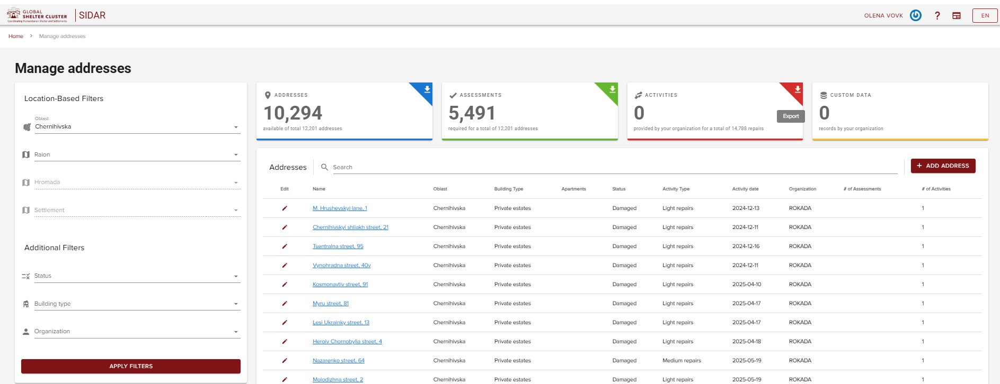 GLOBAL
SHELTER CLUSTER
Coordinating Humanitarian Shelter and Settlements
SIDAR
OLENA VOVK
?
EN
Home > Manage addresses
Manage addresses
Location-Based Filters
Oblast
Chernihivska
Raion
Hromada
Settlement
Additional Filters
Status
Building type
Organization
APPLY FILTERS
ADDRESSES
10,294
available of total 12,201 addresses
ASSESSMENTS
5,491
required for a total of 12,201 addresses
ACTIVITIES
0
Export
provided by your organization for a total of 14,788 repairs
CUSTOM DATA
0
records by your organization
Addresses Search + ADD ADDRESS
Edit Name Oblast Building Type Apartments Status Activity Type Activity date Organization # of Assessments # of Activities
M. Hrushevskyi lane, 1 Chernihivska Private estates Damaged Light repairs 2024-12-13 ROKADA 1
Chernihivskyi shliakh street, 21 Chernihivska Private estates Damaged Light repairs 2024-12-11 ROKADA 1
Tsentralna street, 95 Chernihivska Private estates Damaged Light repairs 2024-12-16 ROKADA 1
Vynohradna street, 40v Chernihivska Private estates Damaged Light repairs 2024-12-11 ROKADA 1
Kosmonavtiv street, 91 Chernihivska Private estates Damaged Light repairs 2025-04-10 ROKADA 1
Myru street, 81 Chernihivska Private estates Damaged Light repairs 2025-04-17 ROKADA 1
Lesi Ukrainky street, 13 Chernihivska Private estates Damaged Light repairs 2025-04-17 ROKADA 1
Heroiv Chornobylia street, 4 Chernihivska Private estates Damaged Light repairs 2025-04-18 ROKADA 1
Nazarenko street, 64 Chernihivska Private estates Damaged Medium repairs 2025-05-19 ROKADA 1
Molodizhna street, 2 Chernihivska Private estates Damaged Light repairs 2025-05-19 ROKADA 1